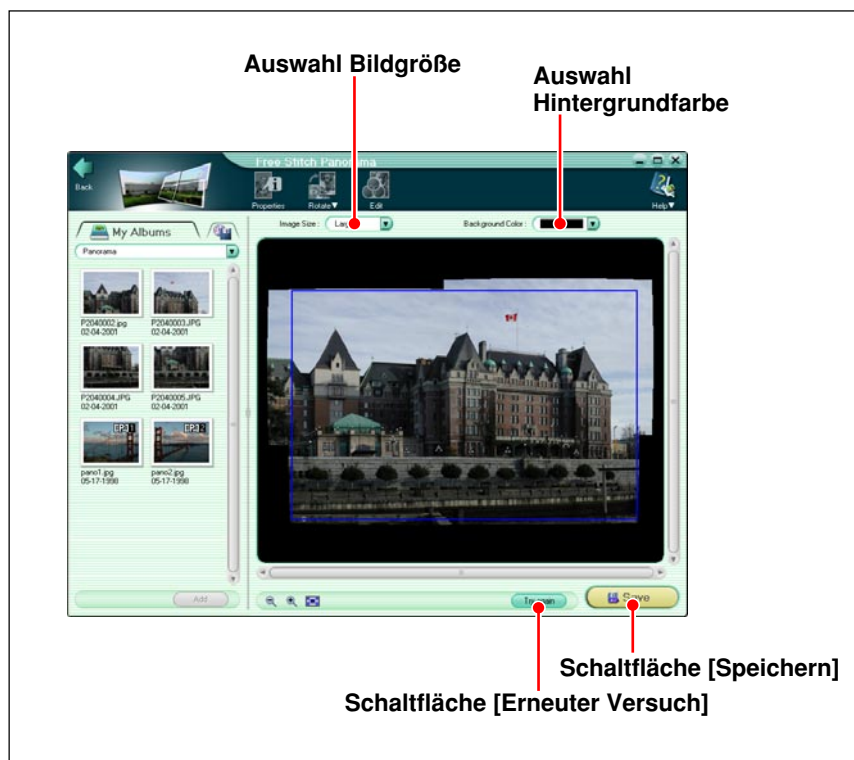 Auswahl Bildgröße
Auswahl
Hintergrundfarbe
Free Stitch Panorama
Back
Properties
Rotate▼
Edit
Help▼
My Albums
Image Size :
Background Color :
Panorama
P2040002.jpg
02-04-2001
P2040003.JPG
02-04-2001
P2040004.JPG
02-04-2001
P2040005.JPG
02-04-2001
pano1.jpg
05-17-1998
pano2.jpg
05-17-1998
Add
Save
Schaltfläche [Speichern]
Schaltfläche [Erneuter Versuch]